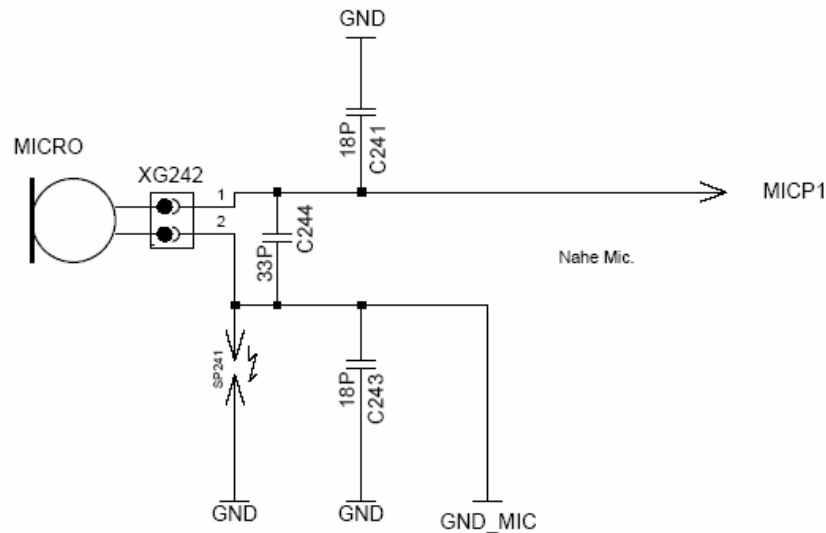 GND
18P
C241
MICRO
XG242
1
2
MICP1
33P
C244
Nahe Mic.
SP241
18P
C243
GND
GND
GND_MIC